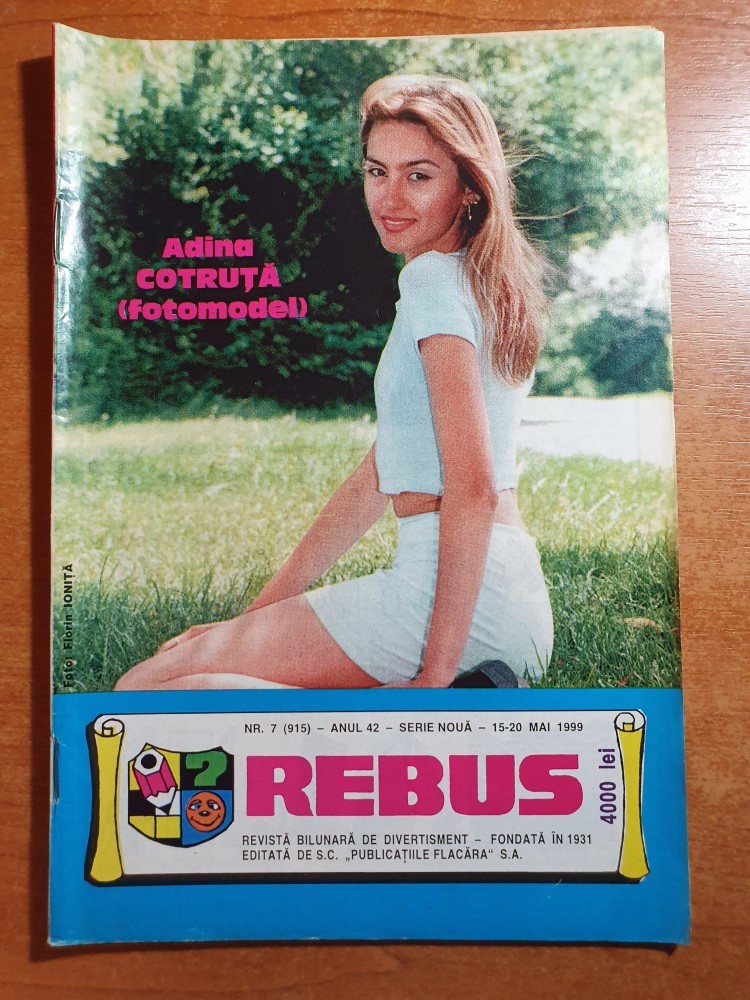 Adina
COTRUȚĂ
(fotomodel)
Foto: Florin IONIȚĂ
NR. 7 (915) – ANUL 42 – SERIE NOUĂ – 15-20 MAI 1999
?
REBUS
4000 lei
REVISTĂ BILUNARĂ DE DIVERTISMENT – FONDATĂ ÎN 1931
EDITATĂ DE S.C. „PUBLICAȚIILE FLACĂRA“ S.A.